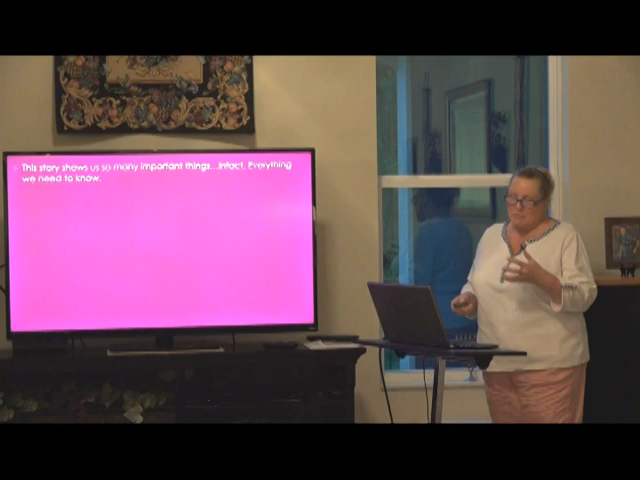 This story shows us so many important things...Infact, Everything
we need to know.